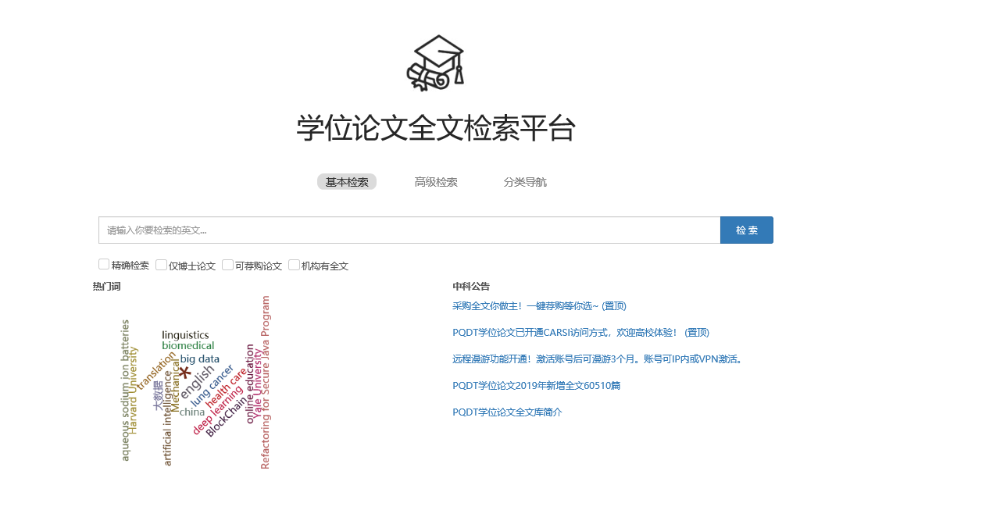 学位论文全文检索平台
基本检索
高级检索
分类导航
请输入你要检索的英文...
检 索
精确检索
仅博士论文
可荐购论文
机构有全文
热门词
aqueous sodium jon batteries
Harvard University
translation
大数据
artificial intelligence
Mechanical
linguistics
biomedical
big data
*
english
china
lung cancer
health care
deep learning
BlockChain
online education
Yale University
Refactoring for Secure Java Program
中科公告
采购全文你做主！一键荐购等你选~ (置顶)
PQDT学位论文已开通CARSI访问方式，欢迎高校体验！ (置顶)
远程漫游功能开通！激活账号后可漫游3个月。账号可IP内或VPN激活。
PQDT学位论文2019年新增全文60510篇
PQDT学位论文全文库简介